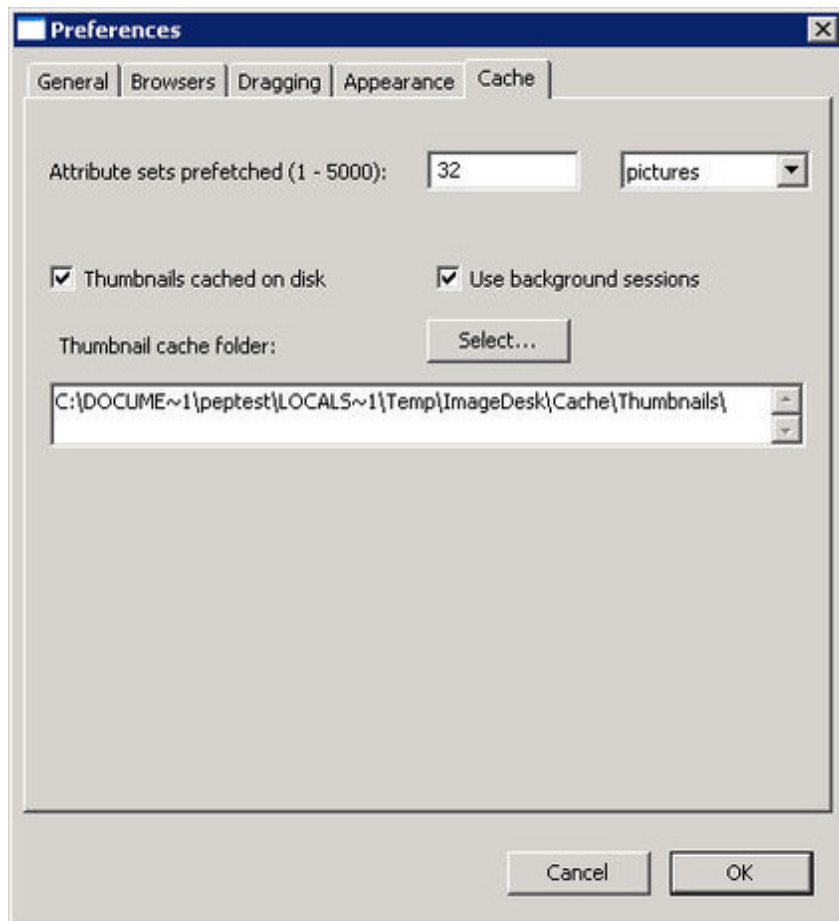 Preferences
General Browsers Dragging Appearance Cache
Attribute sets prefetched (1 - 5000): 32 pictures
Thumbnails cached on disk Use background sessions
Thumbnail cache folder: Select...
C:\DOCUME~1\peptest\LOCALS~1\Temp\ImageDesk\Cache\Thumbnails\
Cancel OK